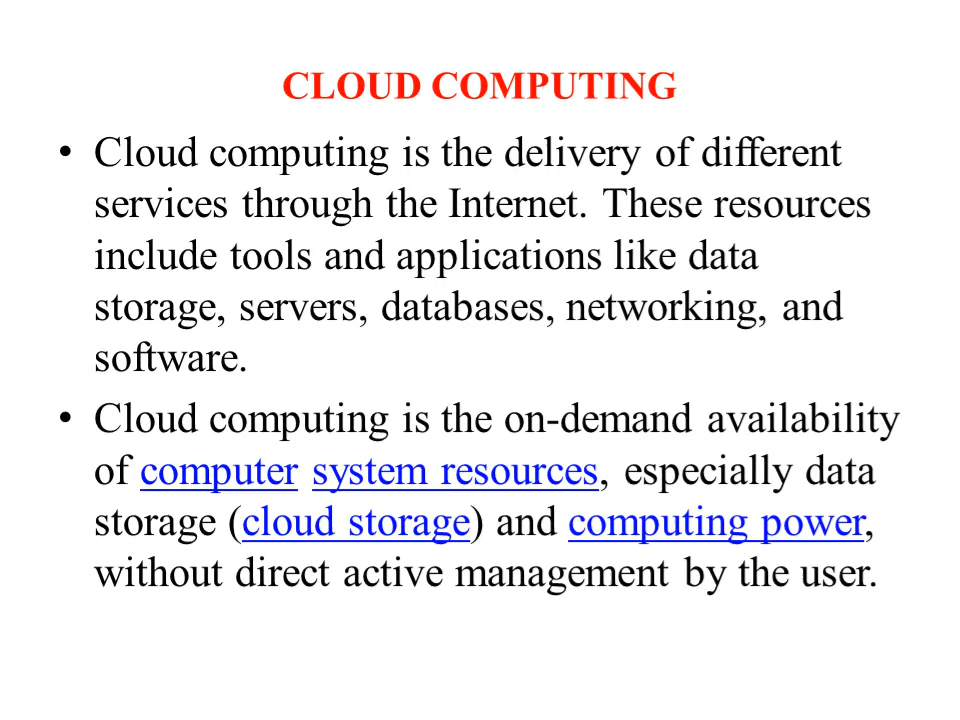 CLOUD COMPUTING
• Cloud computing is the delivery of different
services through the Internet. These resources
include tools and applications like data
storage, servers, databases, networking, and
software.
• Cloud computing is the on-demand availability
of computer system resources, especially data
storage (cloud storage) and computing power,
without direct active management by the user.